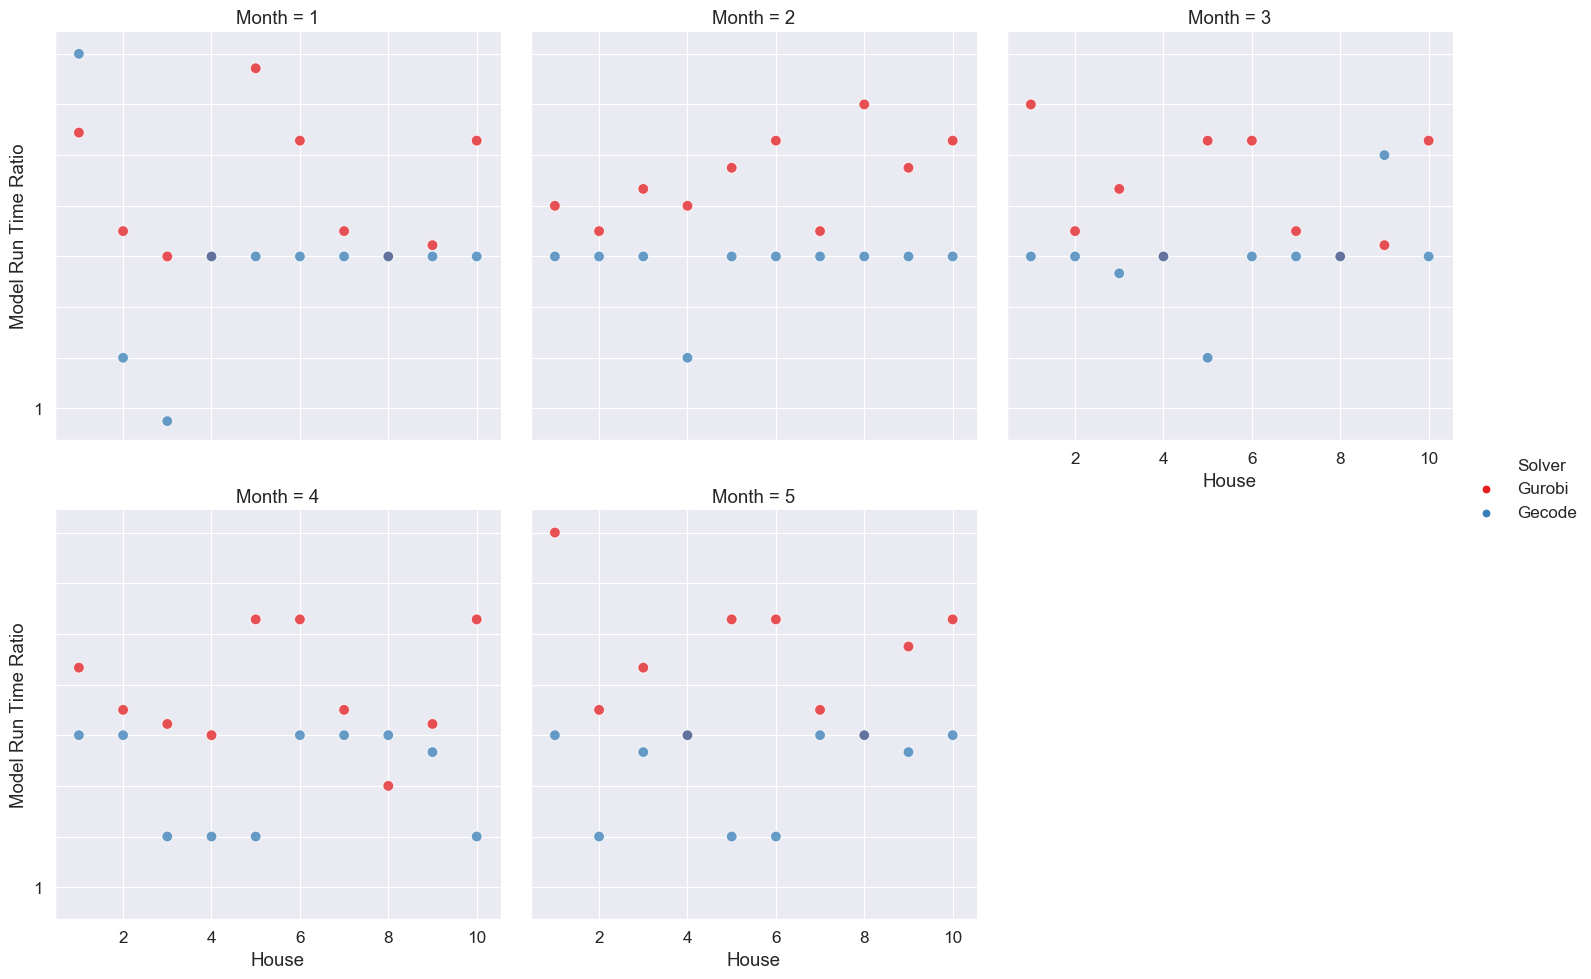 Month = 1
Month = 2
Month = 3
Model Run Time Ratio
1
2 4 6 8 10
House
Solver
Gurobi
Gecode
Month = 4
Month = 5
Model Run Time Ratio
1
2 4 6 8 10
House
2 4 6 8 10
House